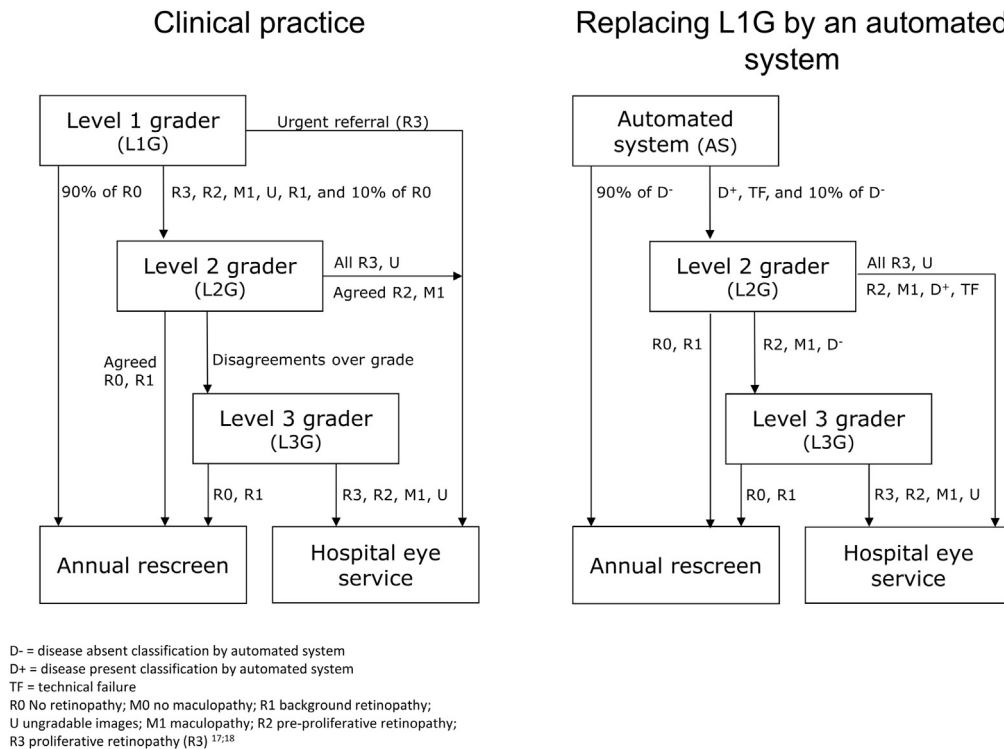 Clinical practice
Level 1 grader
(L1G)
Urgent referral (R3)
90% of R0
R3, R2, M1, U, R1, and 10% of R0
Level 2 grader
(L2G)
All R3, U
Agreed R2, M1
Agreed
R0, R1
Disagreements over grade
Level 3 grader
(L3G)
R0, R1
R3, R2, M1, U
Annual rescreen
Hospital eye
service
Replacing L1G by an automated
system
Automated
system (AS)
90% of D-
D+, TF, and 10% of D-
Level 2 grader
(L2G)
All R3, U
R2, M1, D+, TF
R0, R1
R2, M1, D-
Level 3 grader
(L3G)
R0, R1
R3, R2, M1, U
Annual rescreen
Hospital eye
service
D- = disease absent classification by automated system
D+ = disease present classification by automated system
TF = technical failure
R0 No retinopathy; M0 no maculopathy; R1 background retinopathy;
U ungradable images; M1 maculopathy; R2 pre-proliferative retinopathy;
R3 proliferative retinopathy (R3) 17;18